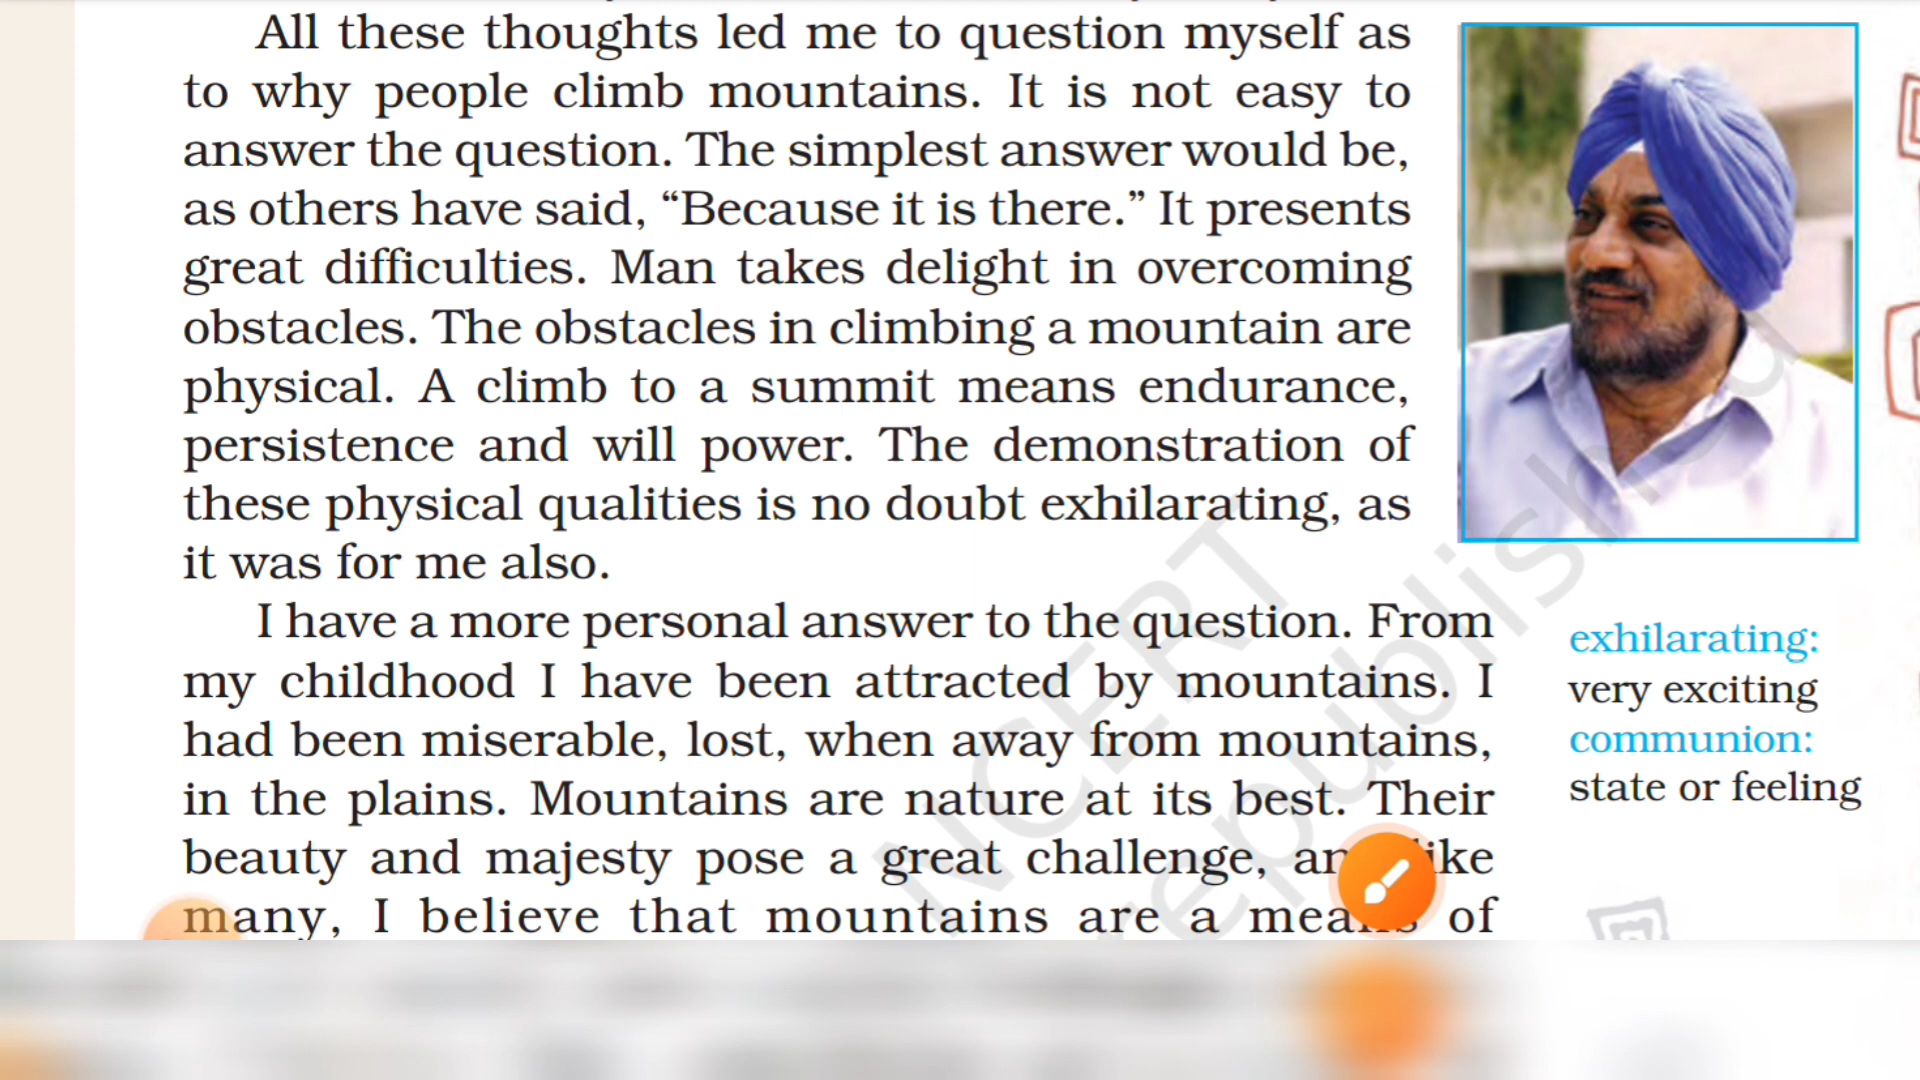 All these thoughts led me to question myself as
to why people climb mountains. It is not easy to
answer the question. The simplest answer would be,
as others have said, “Because it is there.” It presents
great difficulties. Man takes delight in overcoming
obstacles. The obstacles in climbing a mountain are
physical. A climb to a summit means endurance,
persistence and will power. The demonstration of
these physical qualities is no doubt exhilarating, as
it was for me also.
I have a more personal answer to the question. From
my childhood I have been attracted by mountains. I
had been miserable, lost, when away from mountains,
in the plains. Mountains are nature at its best. Their
beauty and majesty pose a great challenge, and like
many, I believe that mountains are a means of
exhilarating:
very exciting
communion:
state or feeling
NCERT
republished